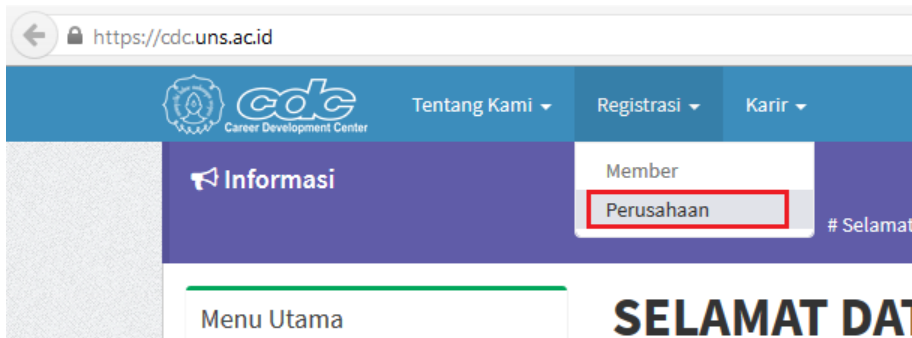 https://cdc.uns.ac.id
cdc
Career Development Center
Tentang Kami
Registrasi
Karir
Informasi
Member
Perusahaan
# Selamat
Menu Utama
SELAMAT DAT